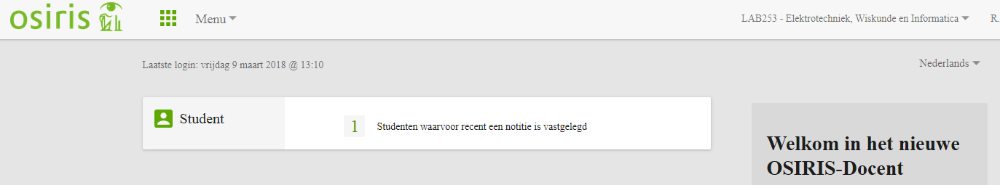 osiris
Menu
LAB253 - Elektrotechniek, Wiskunde en Informatica
R.
Laatste login: vrijdag 9 maart 2018 @ 13:10
Nederlands
Student
1
Studenten waarvoor recent een notitie is vastgelegd
Welkom in het nieuwe
OSIRIS-Docent